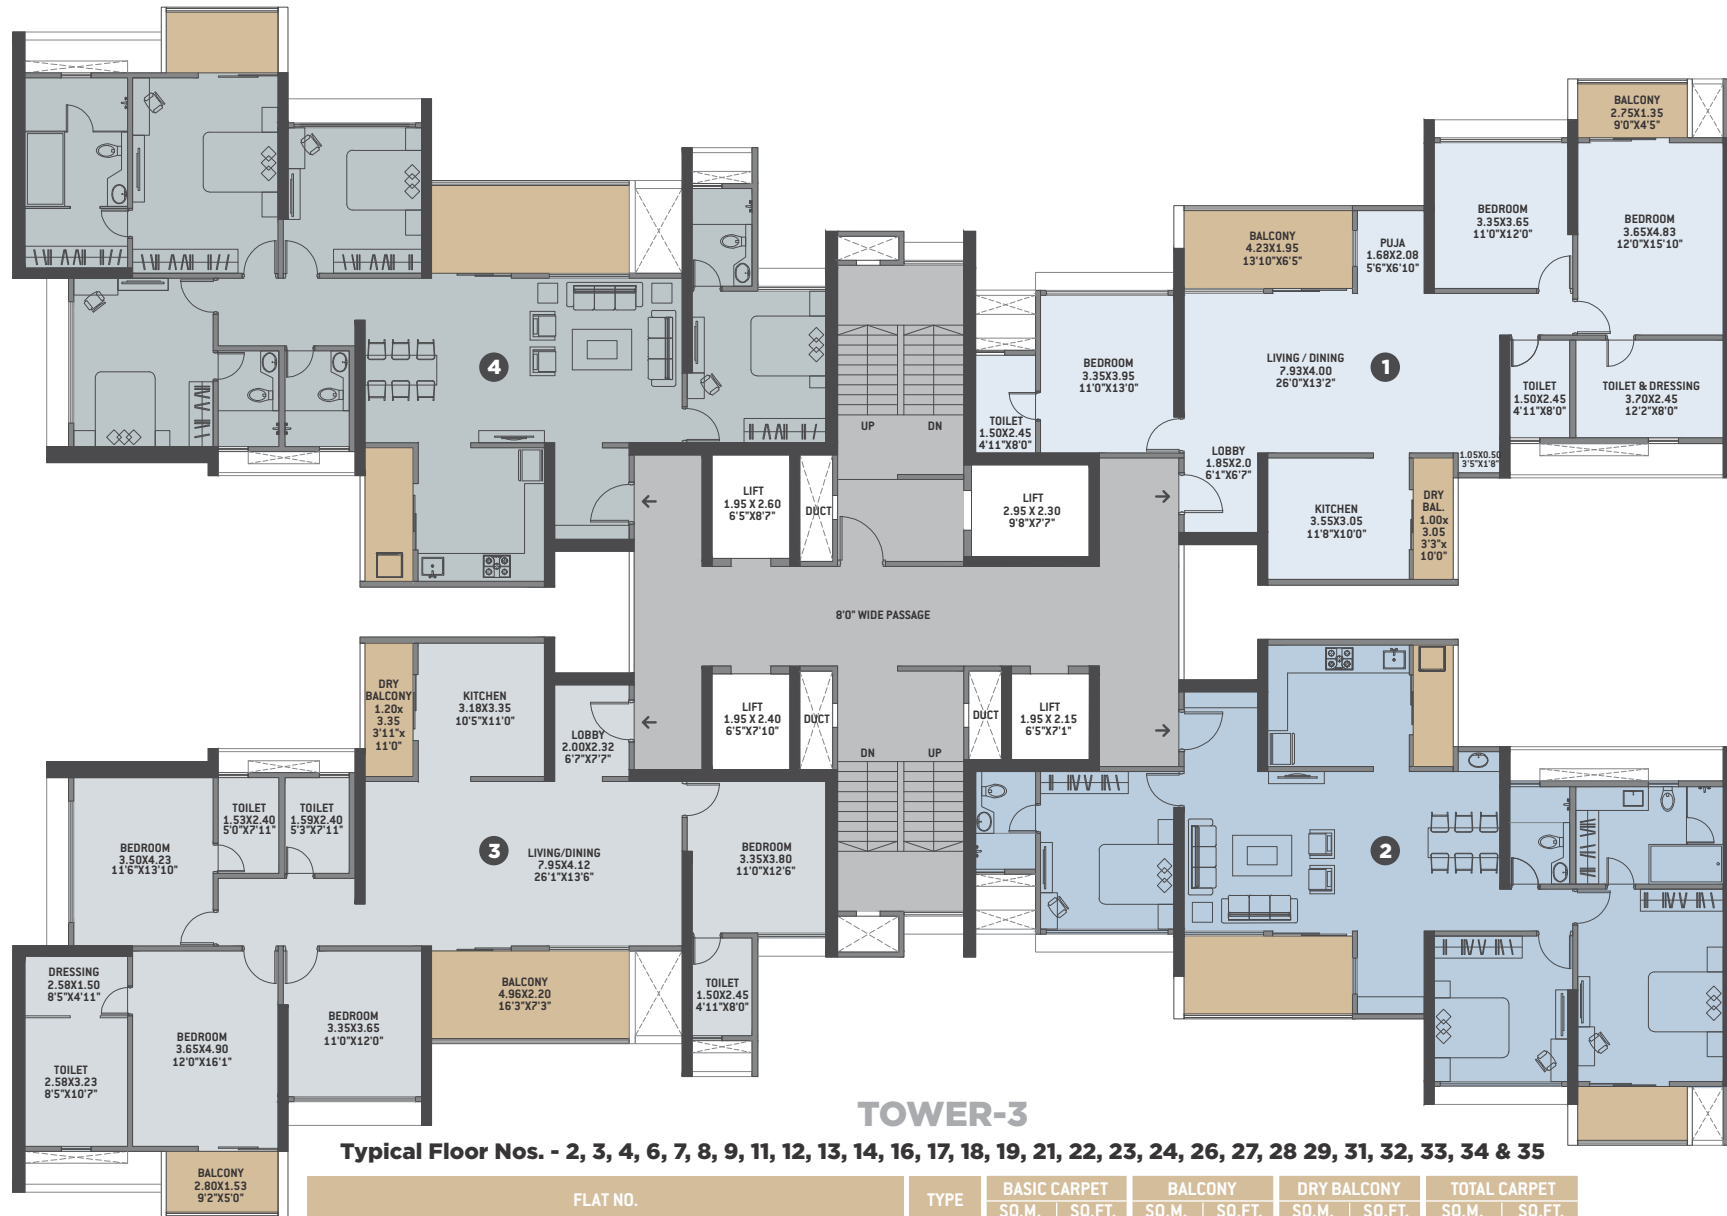 BALCONY
2.75X1.35
9'0"X4'5"
BEDROOM
3.35X3.65
11'0"X12'0"
BEDROOM
3.65X4.83
12'0"X15'10"
BALCONY
4.23X1.95
13'10"X6'5"
PUJA
1.68X2.08
5'6"X6'10"
BEDROOM
3.35X3.95
11'0"X13'0"
LIVING / DINING
7.93X4.00
26'0"X13'2"
1
TOILET
1.50X2.45
4'11"X8'0"
TOILET & DRESSING
3.70X2.45
12'2"X8'0"
TOILET
1.50X2.45
4'11"X8'0"
LOBBY
1.85X2.0
6'1"X6'7"
1.05X0.50
3'5"X1'8"
KITCHEN
3.55X3.05
11'8"X10'0"
DRY
BAL.
1.00x
3.05
3'3"x
10'0"
4
UP
DN
LIFT
1.95 X 2.60
6'5"X8'7"
DUCT
LIFT
2.95 X 2.30
9'8"X7'7"
8'0" WIDE PASSAGE
LIFT
1.95 X 2.40
6'5"X7'10"
DUCT
DUCT
LIFT
1.95 X 2.15
6'5"X7'1"
DN
UP
DRY
BALCONY
1.20x
3.35
3'11"x
11'0"
KITCHEN
3.18X3.35
10'5"X11'0"
LOBBY
2.00X2.32
6'7"X7'7"
TOILET
1.53X2.40
5'0"X7'11"
TOILET
1.59X2.40
5'3"X7'11"
BEDROOM
3.50X4.23
11'6"X13'10"
3
LIVING/DINING
7.95X4.12
26'1"X13'6"
BEDROOM
3.35X3.80
11'0"X12'6"
2
DRESSING
2.58X1.50
8'5"X4'11"
BALCONY
4.96X2.20
16'3"X7'3"
TOILET
1.50X2.45
4'11"X8'0"
BEDROOM
3.35X3.65
11'0"X12'0"
BEDROOM
3.65X4.90
12'0"X16'1"
TOILET
2.58X3.23
8'5"X10'7"
BALCONY
2.80X1.53
9'2"X5'0"
TOWER-3
Typical Floor Nos. - 2, 3, 4, 6, 7, 8, 9, 11, 12, 13, 14, 16, 17, 18, 19, 21, 22, 23, 24, 26, 27, 28 29, 31, 32, 33, 34 & 35
FLAT NO. TYPE BASIC CARPET BALCONY DRY BALCONY TOTAL CARPET
SQ.M. SQ.FT. SQ.M. SQ.FT. SQ.M. SQ.FT. SQ.M. SQ.FT.